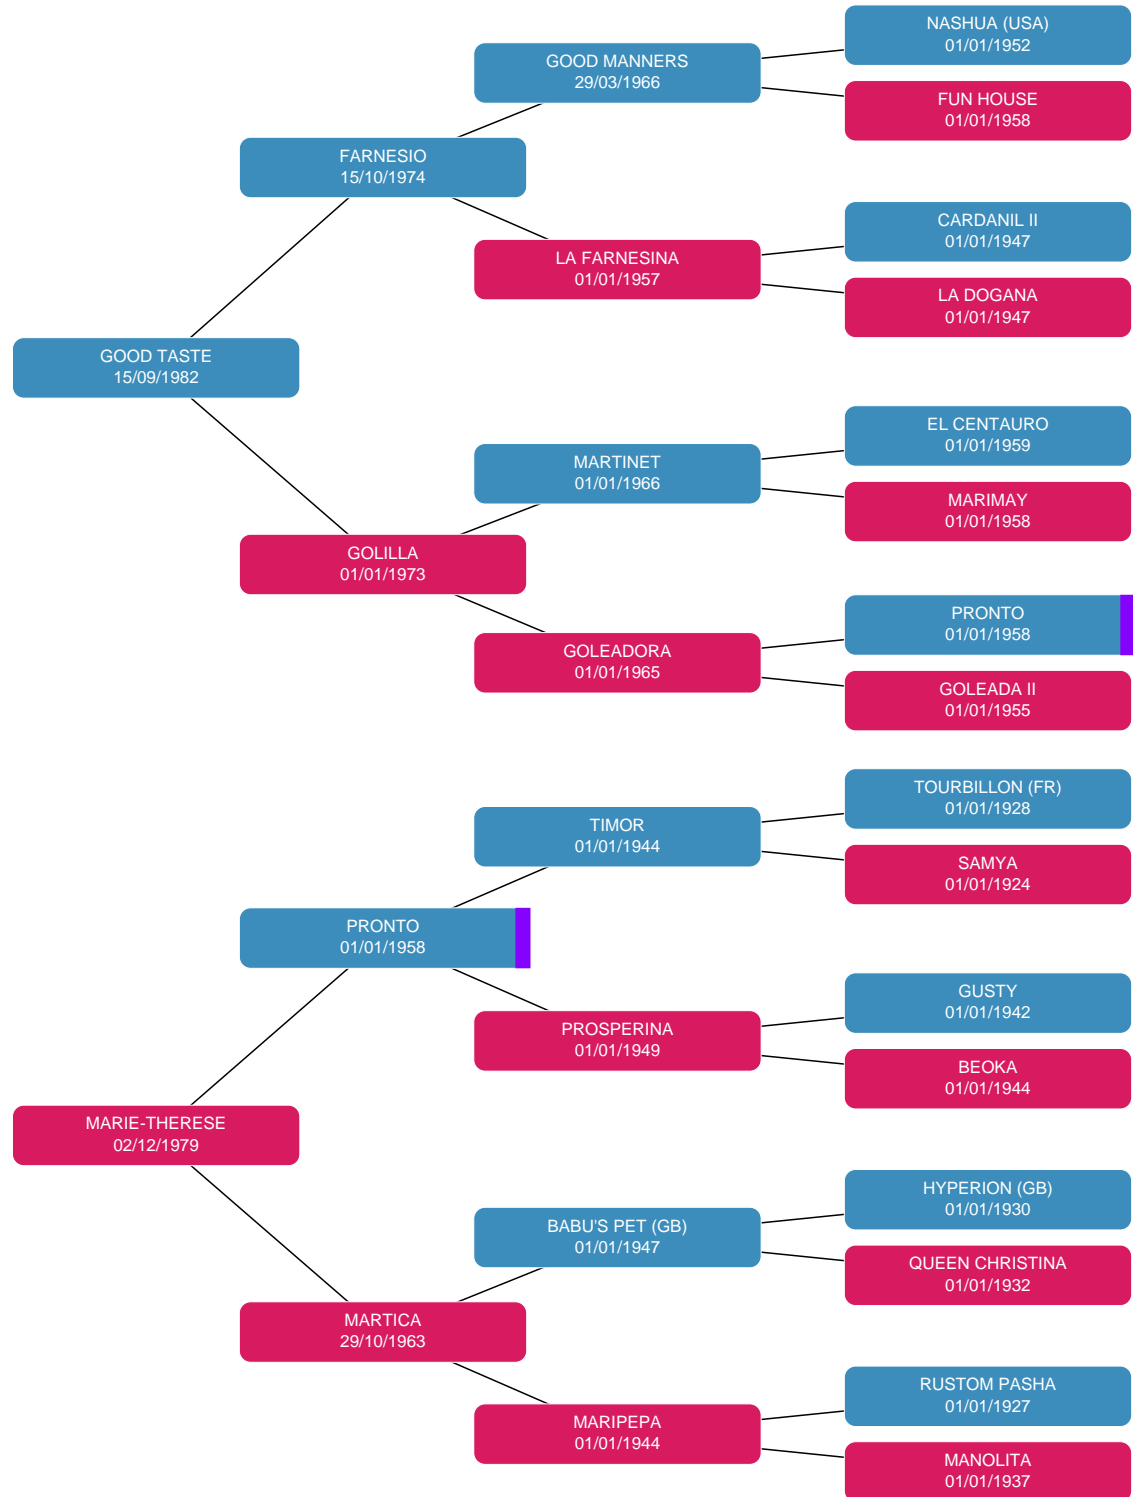 NASHUA (USA)
01/01/1952
GOOD MANNERS
29/03/1966
FUN HOUSE
01/01/1958
FARNESIO
15/10/1974
CARDANIL II
01/01/1947
LA FARNESINA
01/01/1957
LA DOGANA
01/01/1947
GOOD TASTE
15/09/1982
EL CENTAURO
01/01/1959
MARTINET
01/01/1966
MARIMAY
01/01/1958
GOLILLA
01/01/1973
PRONTO
01/01/1958
GOLEADORA
01/01/1965
GOLEADA II
01/01/1955
TOURBILLON (FR)
01/01/1928
TIMOR
01/01/1944
SAMYA
01/01/1924
PRONTO
01/01/1958
GUSTY
01/01/1942
PROSPERINA
01/01/1949
BEOKA
01/01/1944
MARIE-THERESE
02/12/1979
HYPERION (GB)
01/01/1930
BABU'S PET (GB)
01/01/1947
QUEEN CHRISTINA
01/01/1932
MARTICA
29/10/1963
RUSTOM PASHA
01/01/1927
MARIPEPA
01/01/1944
MANOLITA
01/01/1937